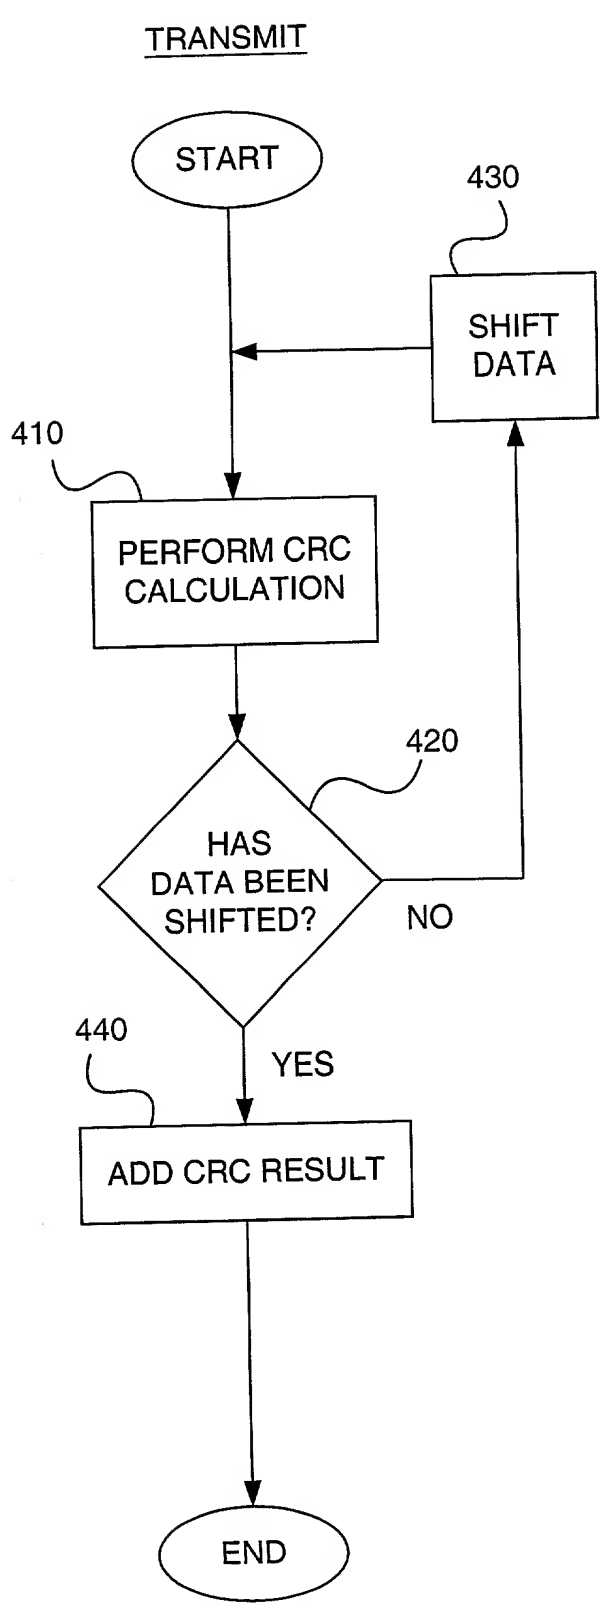 TRANSMIT
START
430
SHIFT
DATA
410
PERFORM CRC
CALCULATION
420
HAS
DATA BEEN
SHIFTED?
NO
440
YES
ADD CRC RESULT
END